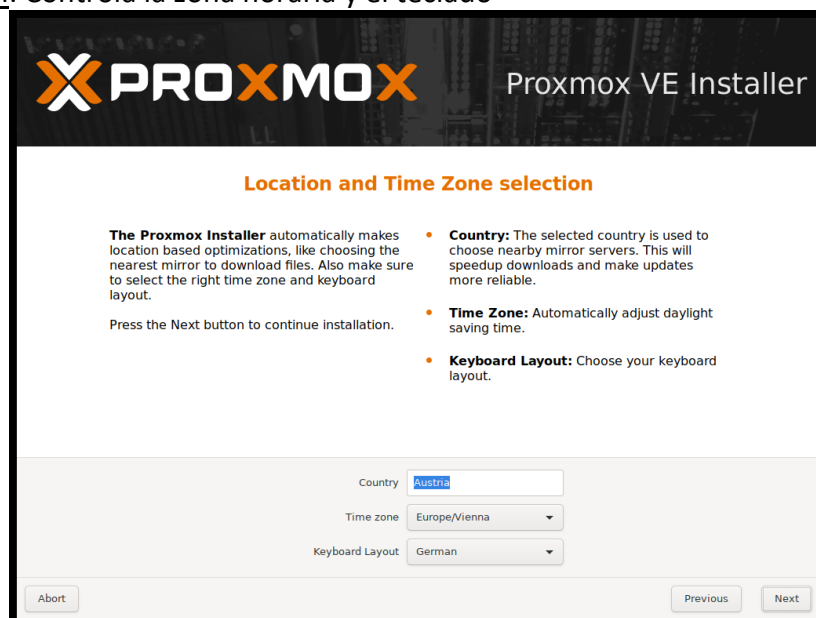 Controla la zona horaria y el teclado
PROXMOX
Proxmox VE Installer
Location and Time Zone selection
The Proxmox Installer automatically makes
location based optimizations, like choosing the
nearest mirror to download files. Also make sure
to select the right time zone and keyboard
layout.
Press the Next button to continue installation.
• Country: The selected country is used to
choose nearby mirror servers. This will
speedup downloads and make updates
more reliable.
• Time Zone: Automatically adjust daylight
saving time.
• Keyboard Layout: Choose your keyboard
layout.
Country Austria
Time zone Europe/Vienna
Keyboard Layout German
Abort Previous Next